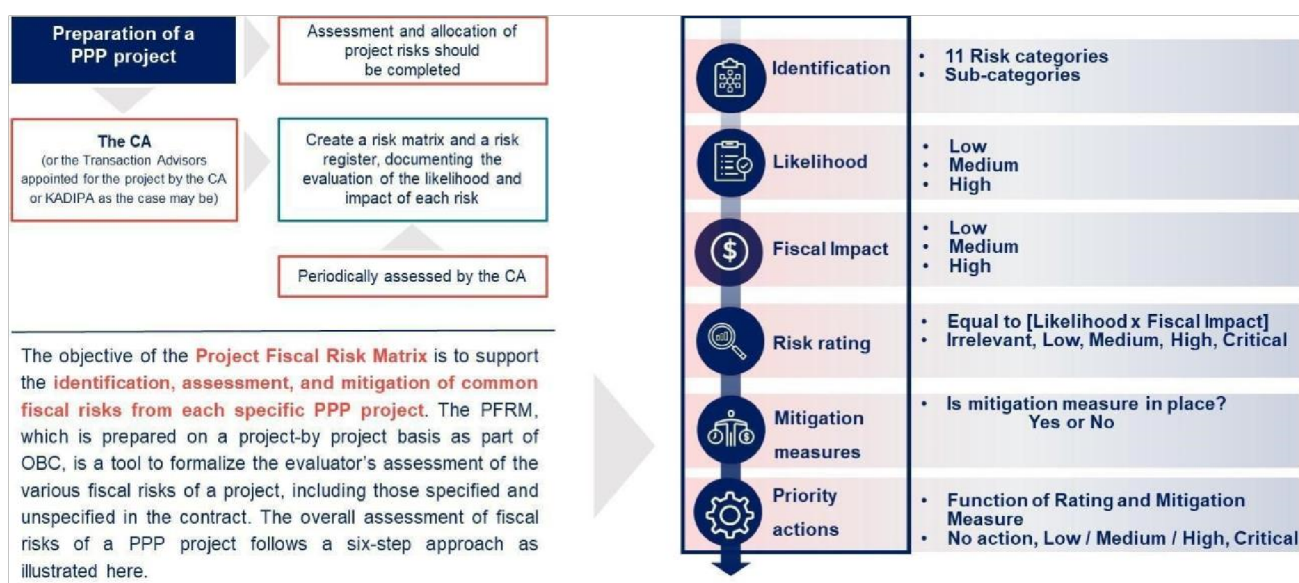 Preparation of a
PPP project
Assessment and allocation of
project risks should
be completed
The CA
(or the Transaction Advisors
appointed for the project by the CA
or KADIPA as the case may be)
Create a risk matrix and a risk
register, documenting the
evaluation of the likelihood and
impact of each risk
Periodically assessed by the CA
The objective of the Project Fiscal Risk Matrix is to support
the identification, assessment, and mitigation of common
fiscal risks from each specific PPP project. The PFRM,
which is prepared on a project-by project basis as part of
OBC, is a tool to formalize the evaluator's assessment of the
various fiscal risks of a project, including those specified and
unspecified in the contract. The overall assessment of fiscal
risks of a PPP project follows a six-step approach as
illustrated here.
Identification
• 11 Risk categories
• Sub-categories
Likelihood
• Low
• Medium
• High
$
Fiscal Impact
• Low
• Medium
• High
Risk rating
• Equal to [Likelihood x Fiscal Impact]
• Irrelevant, Low, Medium, High, Critical
Mitigation
measures
• Is mitigation measure in place?
Yes or No
Priority
actions
• Function of Rating and Mitigation
Measure
• No action, Low / Medium / High, Critical